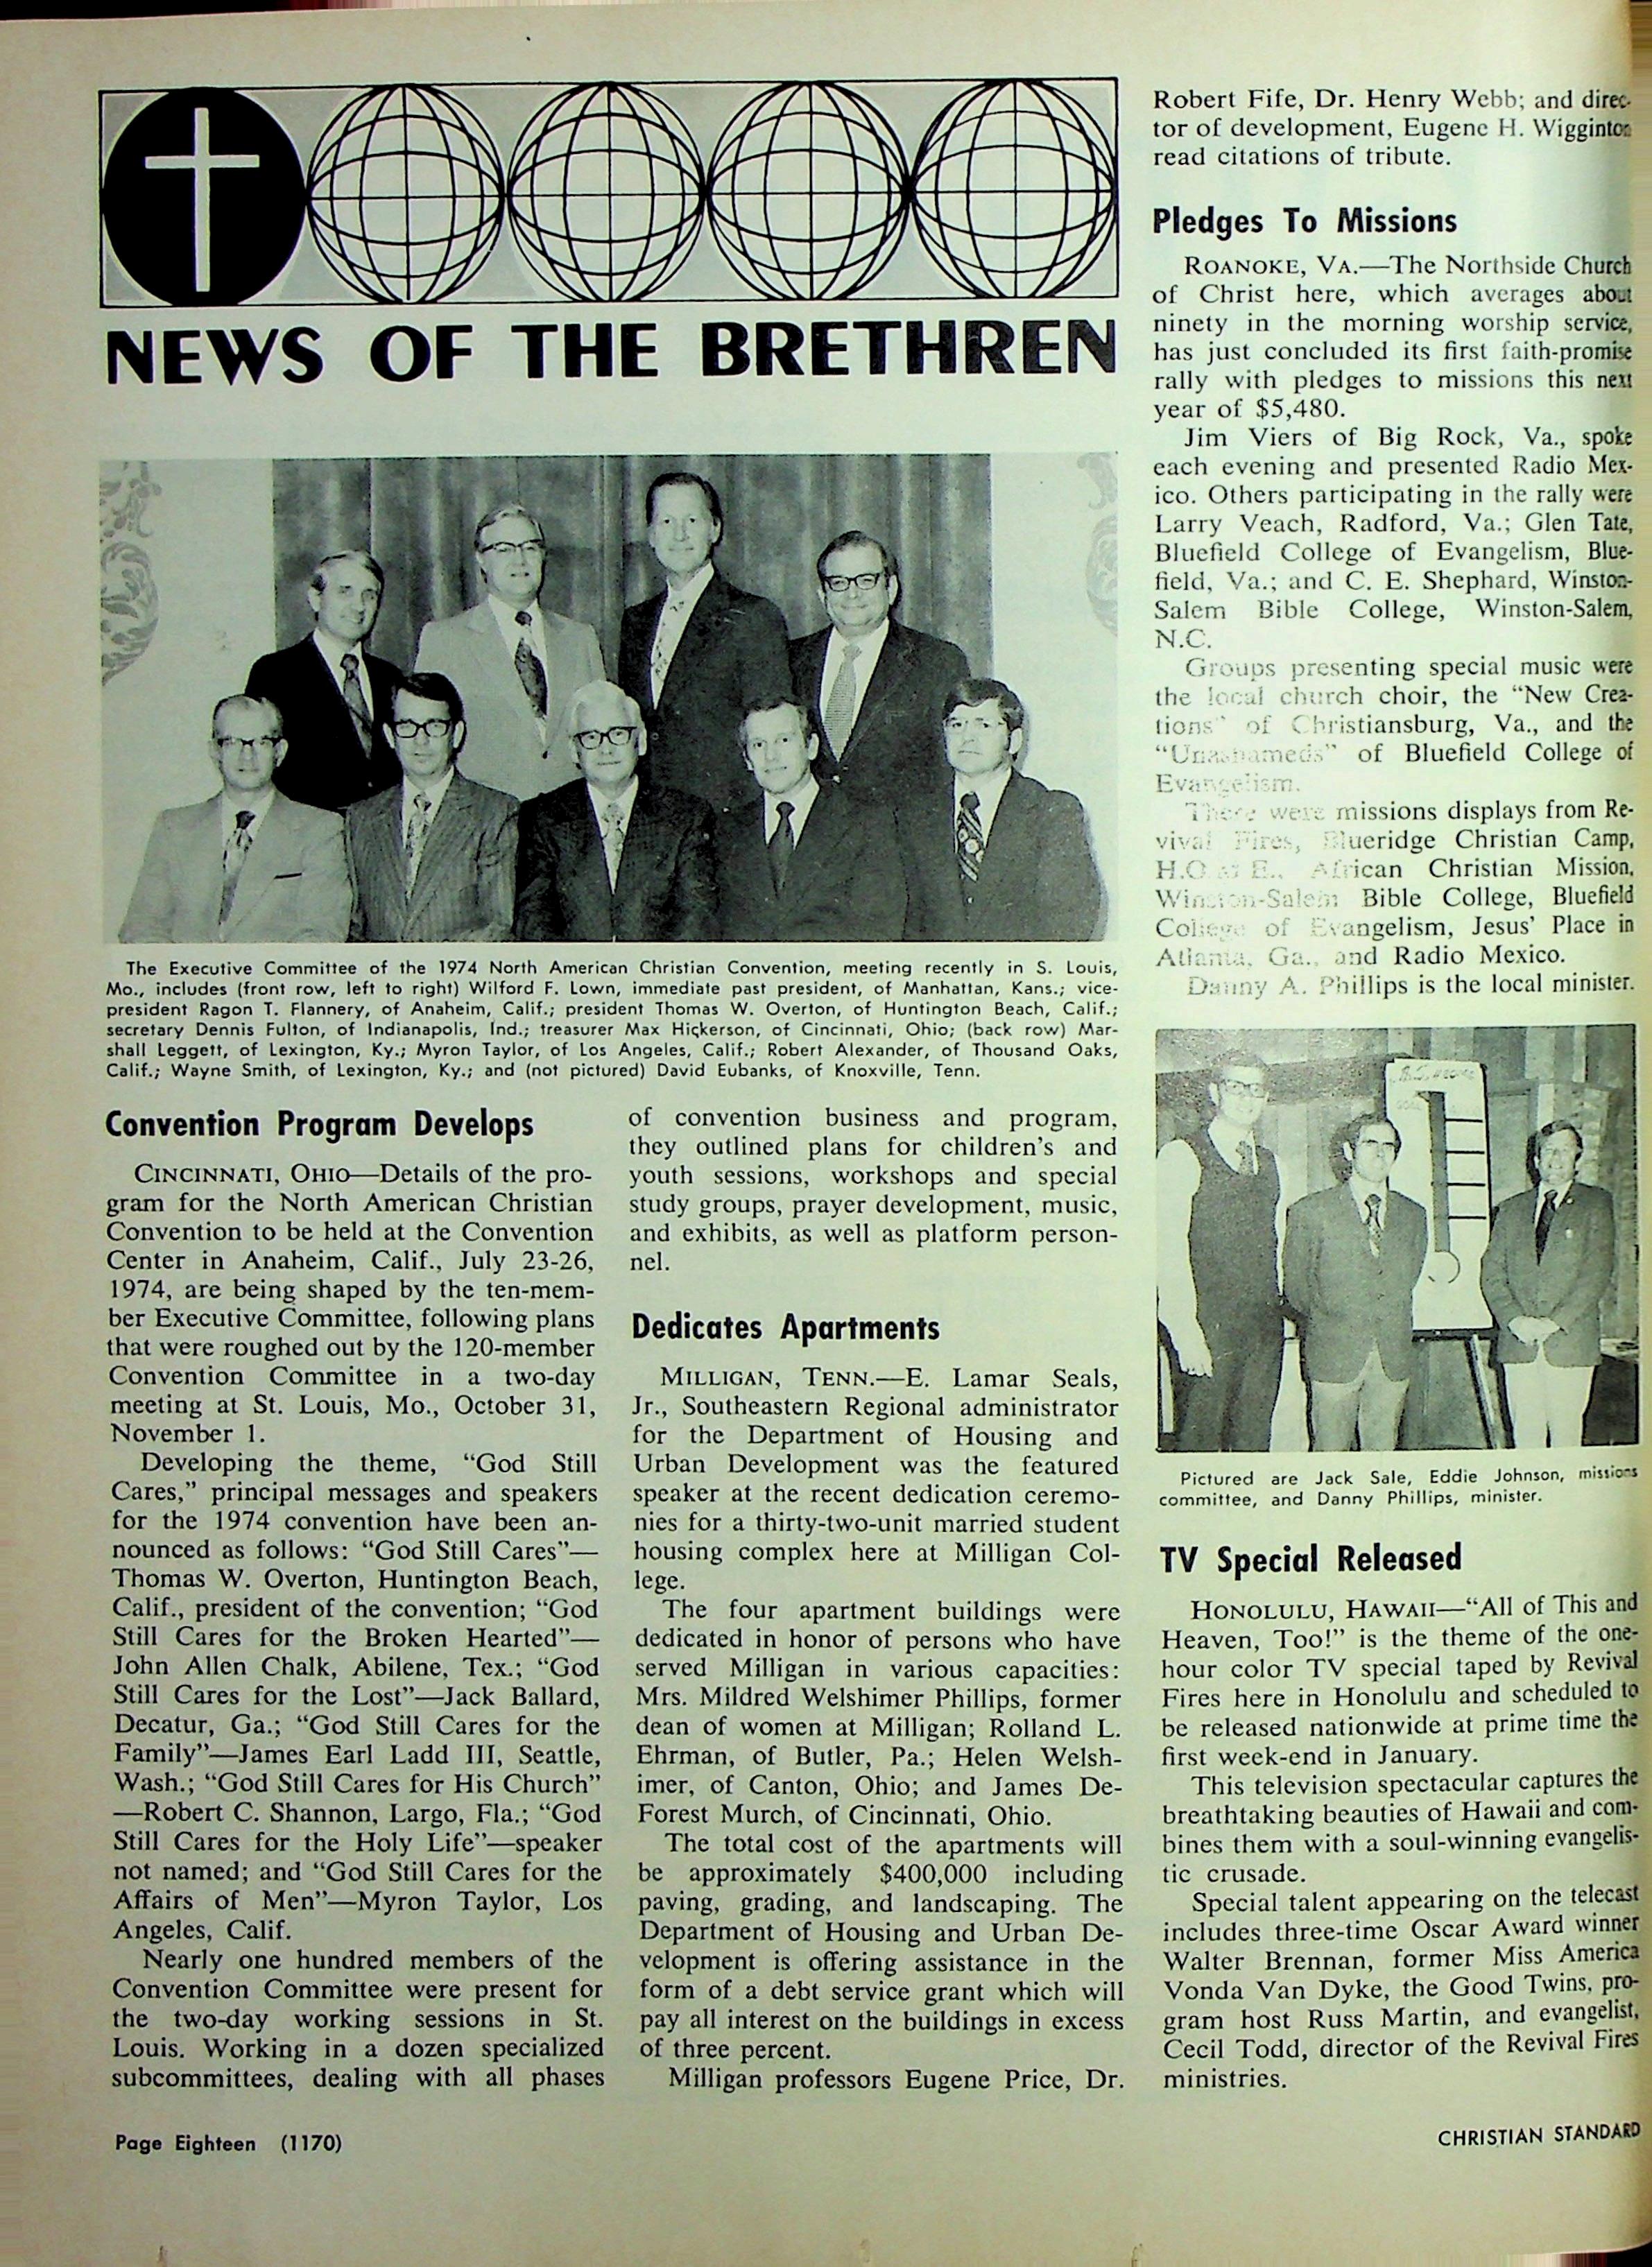 NEWS OF THE BRETHREN
The Executive Committee of the 1974 North American Christian Convention, meeting recently in S. Louis,
Mo., includes (front row, left to right) Wilford F. Lown, immediate past president, of Manhattan, Kans.; vice-
president Ragon T. Flannery, of Anaheim, Calif.; president Thomas W. Overton, of Huntington Beach, Calif.;
secretary Dennis Fulton, of Indianapolis, Ind.; treasurer Max Hickerson, of Cincinnati, Ohio; (back row) Mar-
shall Leggett, of Lexington, Ky.; Myron Taylor, of Los Angeles, Calif.; Robert Alexander, of Thousand Oaks,
Calif.; Wayne Smith, of Lexington, Ky.; and (not pictured) David Eubanks, of Knoxville, Tenn.
Convention Program Develops
CINCINNATI, OHIO—Details of the pro-
gram for the North American Christian
Convention to be held at the Convention
Center in Anaheim, Calif., July 23-26,
1974, are being shaped by the ten-mem-
ber Executive Committee, following plans
that were roughed out by the 120-member
Convention Committee in a two-day
meeting at St. Louis, Mo., October 31,
November 1.
Developing the theme, “God Still
Cares,” principal messages and speakers
for the 1974 convention have been an-
nounced as follows: “God Still Cares”—
Thomas W. Overton, Huntington Beach,
Calif., president of the convention; “God
Still Cares for the Broken Hearted”—
John Allen Chalk, Abilene, Tex.; “God
Still Cares for the Lost”—Jack Ballard,
Decatur, Ga.; “God Still Cares for the
Family”—James Earl Ladd III, Seattle,
Wash.; “God Still Cares for His Church”
—Robert C. Shannon, Largo, Fla.; “God
Still Cares for the Holy Life”—speaker
not named; and “God Still Cares for the
Affairs of Men”—Myron Taylor, Los
Angeles, Calif.
Nearly one hundred members of the
Convention Committee were present for
the two-day working sessions in St.
Louis. Working in a dozen specialized
subcommittees, dealing with all phases
of convention business and program,
they outlined plans for children’s and
youth sessions, workshops and special
study groups, prayer development, music,
and exhibits, as well as platform person-
nel.
Dedicates Apartments
MILLIGAN, TENN.—E. Lamar Seals,
Jr., Southeastern Regional administrator
for the Department of Housing and
Urban Development was the featured
speaker at the recent dedication ceremo-
nies for a thirty-two-unit married student
housing complex here at Milligan Col-
lege.
The four apartment buildings were
dedicated in honor of persons who have
served Milligan in various capacities:
Mrs. Mildred Welshimer Phillips, former
dean of women at Milligan; Rolland L.
Ehrman, of Butler, Pa.; Helen Welsh-
imer, of Canton, Ohio; and James De-
Forest Murch, of Cincinnati, Ohio.
The total cost of the apartments will
be approximately $400,000 including
paving, grading, and landscaping. The
Department of Housing and Urban De-
velopment is offering assistance in the
form of a debt service grant which will
pay all interest on the buildings in excess
of three percent.
Milligan professors Eugene Price, Dr.
Robert Fife, Dr. Henry Webb; and direc-
tor of development, Eugene H. Wigginton
read citations of tribute.
Pledges To Missions
ROANOKE, VA.—The Northside Church
of Christ here, which averages about
ninety in the morning worship service,
has just concluded its first faith-promise
rally with pledges to missions this next
year of $5,480.
Jim Viers of Big Rock, Va., spoke
each evening and presented Radio Mex-
ico. Others participating in the rally were
Larry Veach, Radford, Va.; Glen Tate,
Bluefield College of Evangelism, Blue-
field, Va.; and C. E. Shephard, Winston-
Salem Bible College, Winston-Salem,
N.C.
Groups presenting special music were
the local church choir, the “New Crea-
tions” of Christiansburg, Va., and the
“Unashameds” of Bluefield College of
Evangelism.
There were missions displays from Re-
vival Fires, Blueridge Christian Camp,
African Christian Mission,
Winston-Salem Bible College, Bluefield
College of Evangelism, Jesus’ Place in
Atlanta, Ga., and Radio Mexico.
Danny A. Phillips is the local minister.
Pictured are Jack Sale, Eddie Johnson, missions
committee, and Danny Phillips, minister.
TV Special Released
HONOLULU, HAWAII—“All of This and
Heaven, Too!” is the theme of the one-
hour color TV special taped by Revival
Fires here in Honolulu and scheduled to
be released nationwide at prime time the
first week-end in January.
This television spectacular captures the
breathtaking beauties of Hawaii and com-
bines them with a soul-winning evangelis-
tic crusade.
Special talent appearing on the telecast
includes three-time Oscar Award winner
Walter Brennan, former Miss America
Vonda Van Dyke, the Good Twins, pro-
gram host Russ Martin, and evangelist,
Cecil Todd, director of the Revival Fires
ministries.
Page Eighteen (1170)
CHRISTIAN STANDARD